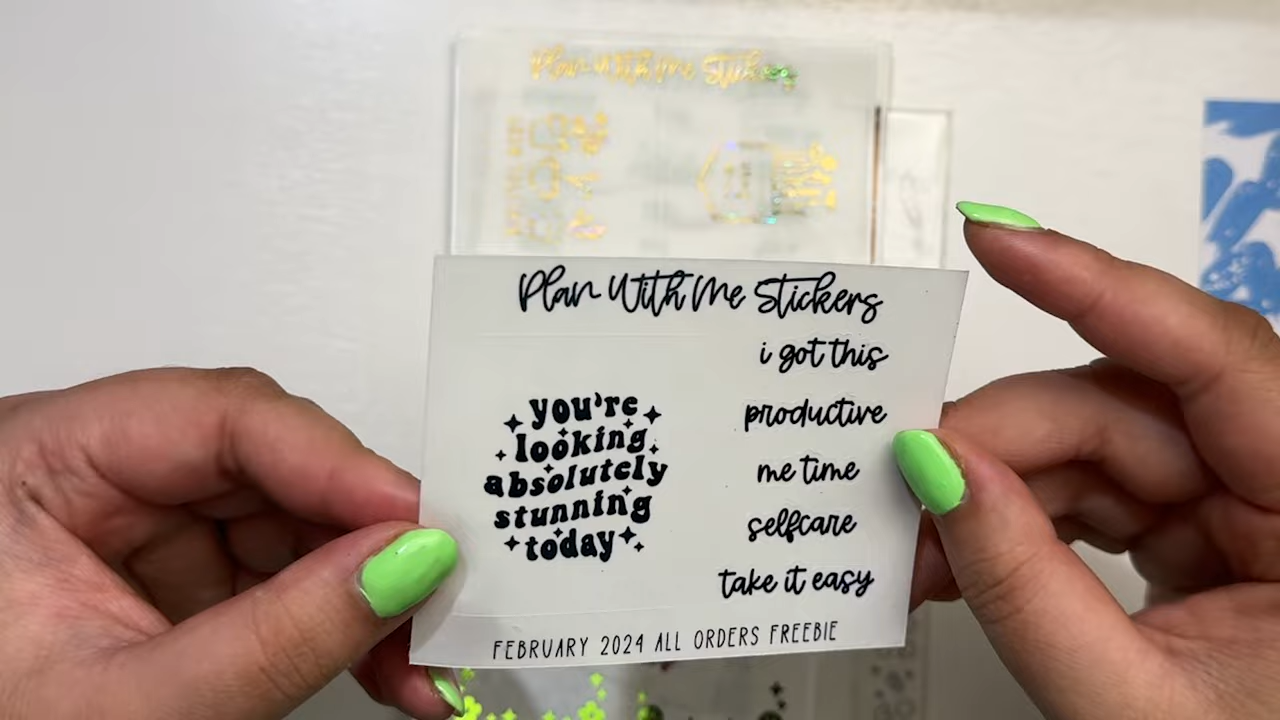 Plan With Me Stickers
Plan With Me Stickers
i got this
productive
me time
selfcare
take it easy
you're
looking
absolutely
stunning
today
FEBRUARY 2024 ALL ORDERS FREEBIE